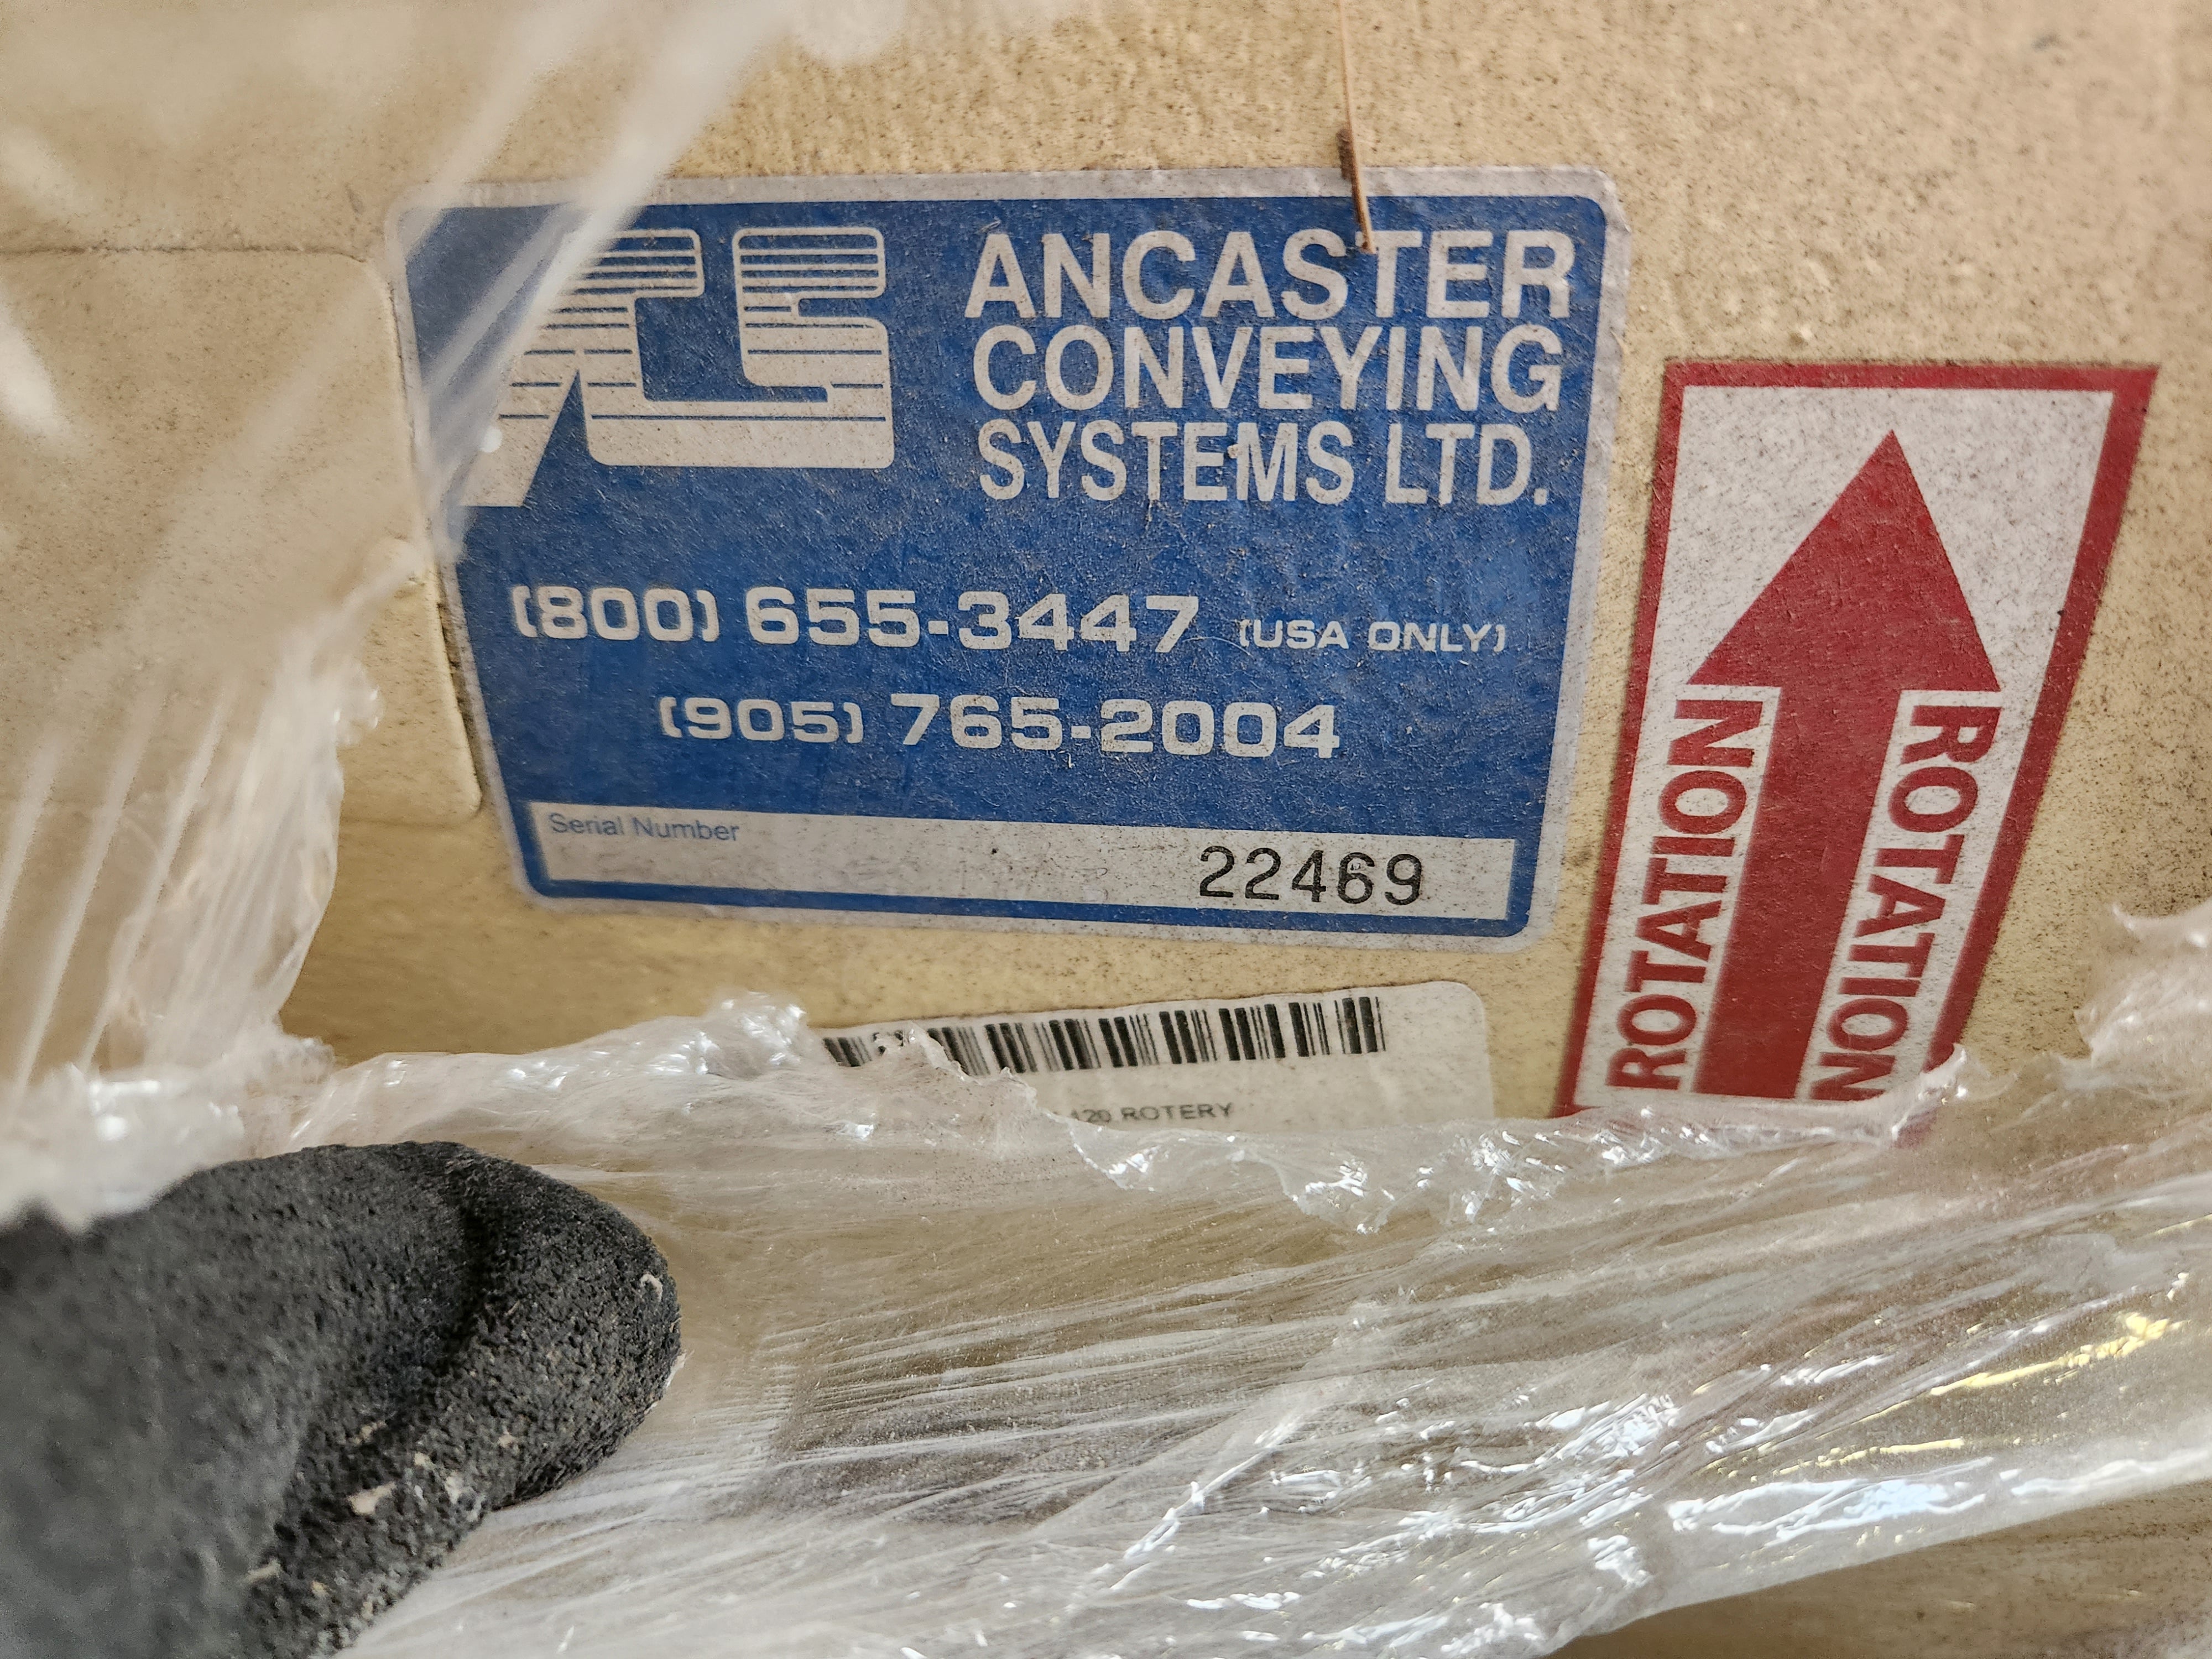 ACS
ANCASTER
CONVEYING
SYSTEMS LTD.
(800) 655-3447 (USA ONLY)
(905) 765-2004
Serial Number
22469
ROTATION
ROTATION
ROTERY